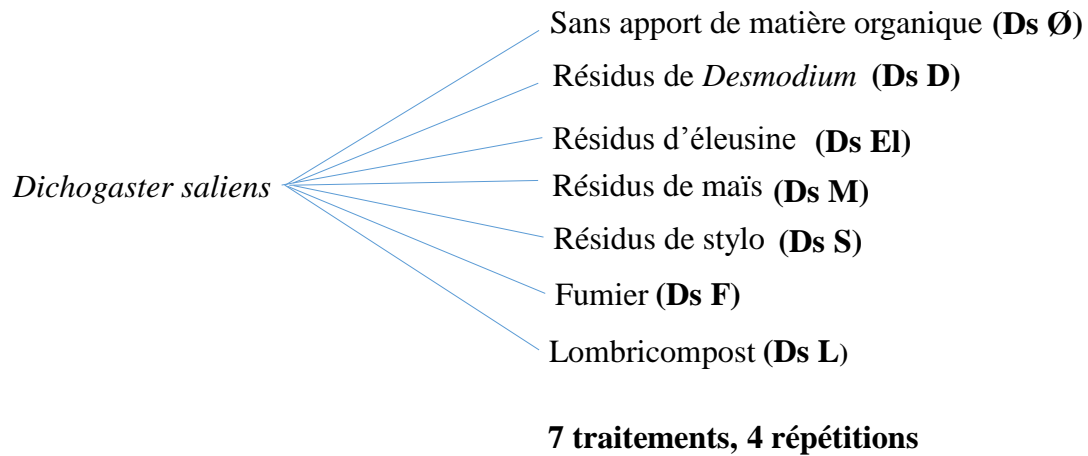 Sans apport de matière organique (Ds Ø)
Résidus de Desmodium (Ds D)
Résidus d’éleusine (Ds El)
Dichogaster saliens
Résidus de maïs (Ds M)
Résidus de stylo (Ds S)
Fumier (Ds F)
Lombricompost (Ds L)
7 traitements, 4 répétitions